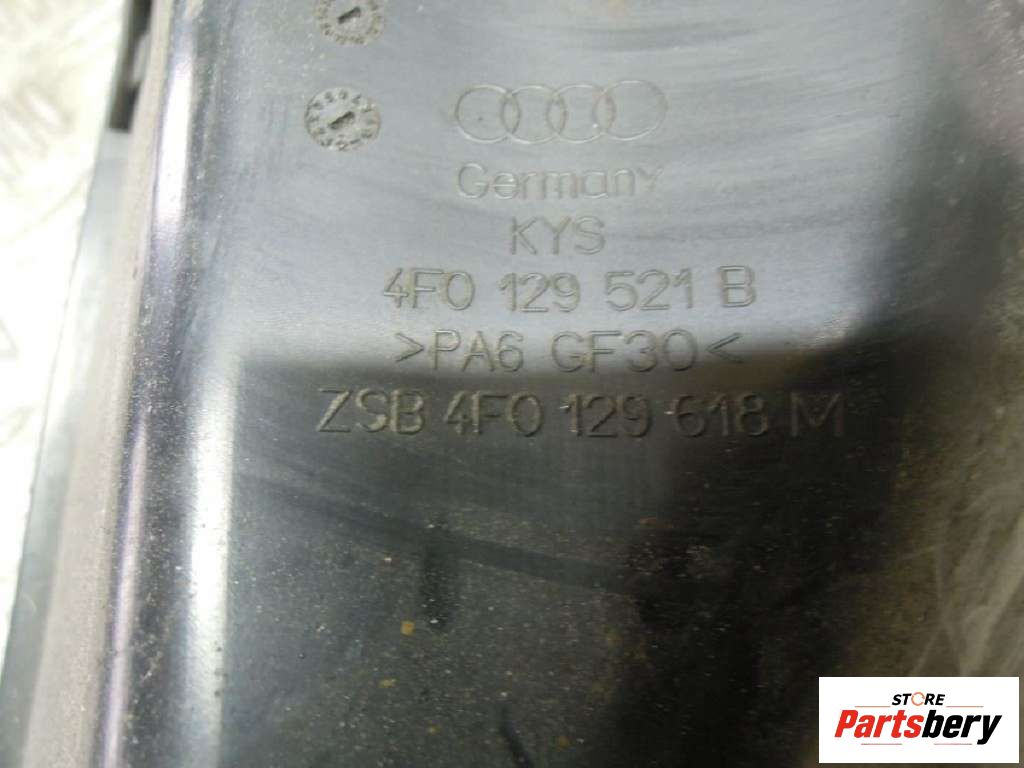 Germany
KYS
4F0 129 521 B
>PA6 GF30<
ZSB 4F0 129 618 M
STORE
Partsbery